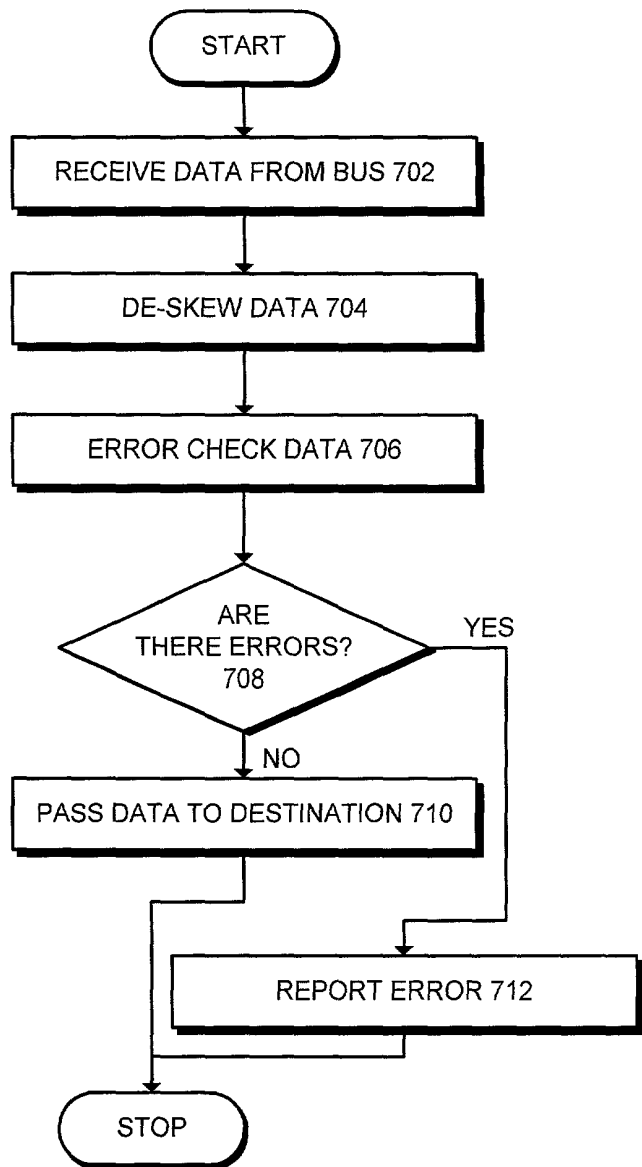 START
RECEIVE DATA FROM BUS 702
DE-SKEW DATA 704
ERROR CHECK DATA 706
ARE
THERE ERRORS?
708
YES
NO
PASS DATA TO DESTINATION 710
REPORT ERROR 712
STOP